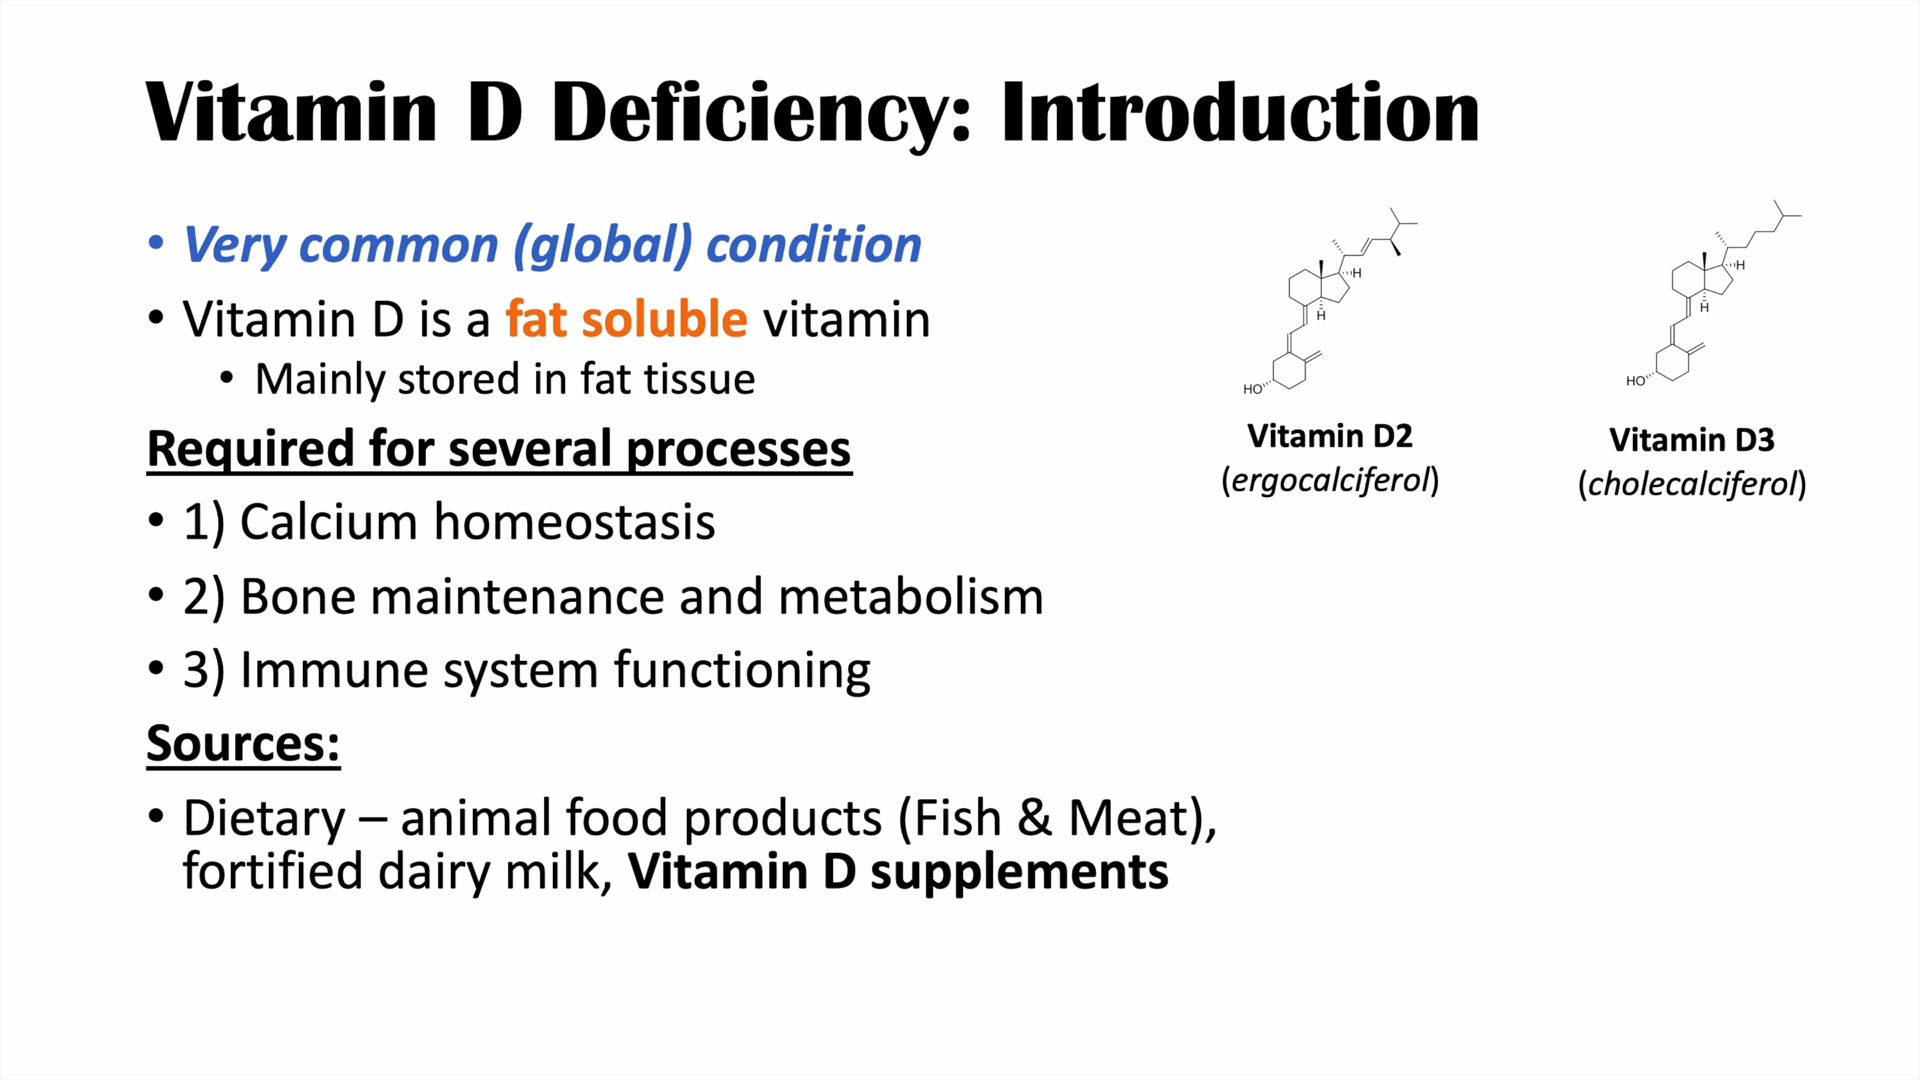 Vitamin D Deficiency: Introduction
• Very common (global) condition
• Vitamin D is a fat soluble vitamin
• Mainly stored in fat tissue
Required for several processes
• 1) Calcium homeostasis
• 2) Bone maintenance and metabolism
• 3) Immune system functioning
Sources:
• Dietary – animal food products (Fish & Meat),
fortified dairy milk, Vitamin D supplements
H
H
HO
Vitamin D2
(ergocalciferol)
H
H
HO
Vitamin D3
(cholecalciferol)